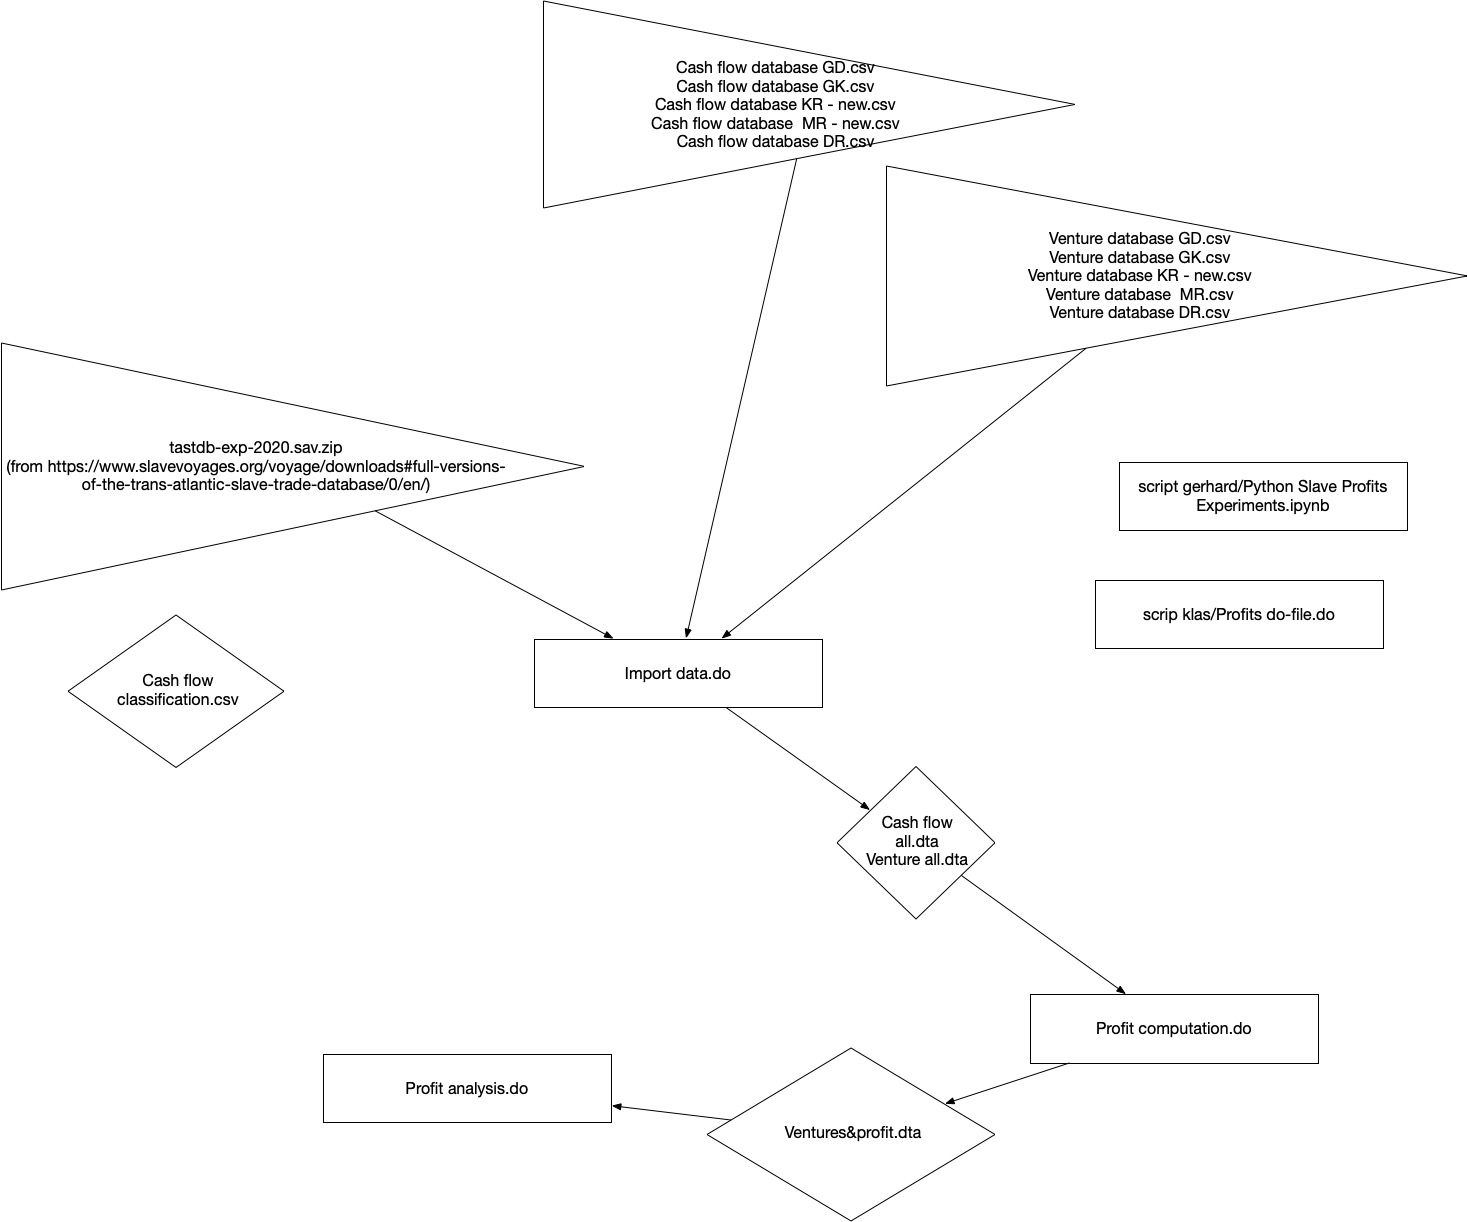 Cash flow database GD.csv
Cash flow database GK.csv
Cash flow database KR - new.csv
Cash flow database  MR - new.csv
Cash flow database DR.csv
Venture database GD.csv
Venture database GK.csv
Venture database KR - new.csv
Venture database  MR.csv
Venture database DR.csv
tastdb-exp-2020.sav.zip
(from https://www.slavevoyages.org/voyage/downloads#full-versions-
of-the-trans-atlantic-slave-trade-database/0/en/)
script gerhard/Python Slave Profits
Experiments.ipynb
scrip klas/Profits do-file.do
Import data.do
Cash flow
classification.csv
Cash flow
all.dta
Venture all.dta
Profit computation.do
Profit analysis.do
Ventures&profit.dta